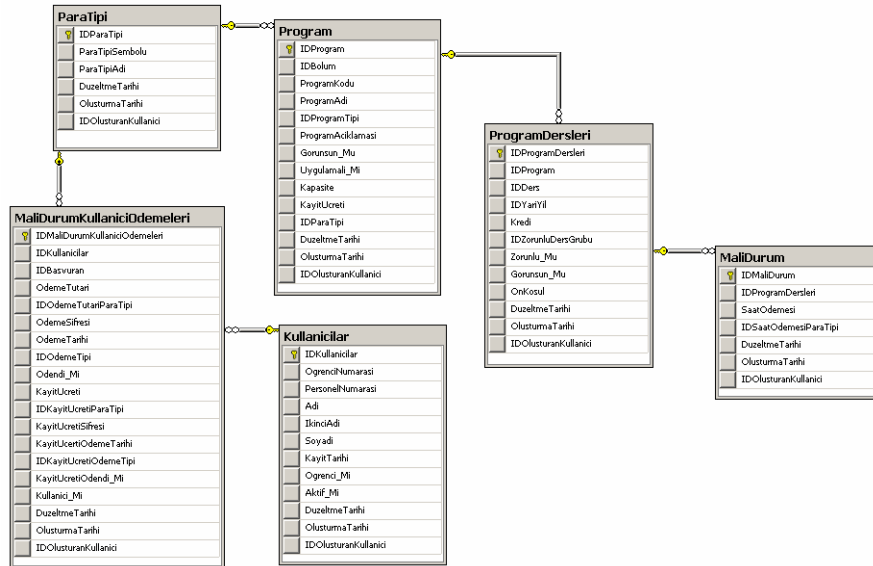 ParaTipi
IDParaTipi
ParaTipiSembolu
ParaTipiAdi
DuzeltmeTarihi
OlusturmaTarihi
IDOlusturanKullanici
Program
IDProgram
IDBolum
ProgramKodu
ProgramAdi
IDProgramTipi
ProgramAciklamasi
Gorunsun_Mu
Uygulamali_Mi
Kapasite
KayitUcreti
IDParaTipi
DuzeltmeTarihi
OlusturmaTarihi
IDOlusturanKullanici
ProgramDersleri
IDProgramDersleri
IDProgram
IDDers
IDYariYil
Kredi
IDZorunluDersGrubu
Zorunlu_Mu
Gorunsun_Mu
OnKosul
DuzeltmeTarihi
OlusturmaTarihi
IDOlusturanKullanici
MaliDurumKullaniciOdemeleri
IDMaliDurumKullaniciOdemeleri
IDKullanicilar
IDBasvuran
OdemeTutari
IDOdemeTutariParaTipi
OdemeSifresi
OdemeTarihi
IDOdemeTipi
Odendi_Mi
KayitUcreti
IDKayitUcretiParaTipi
KayitUcretiSifresi
KayitUcertiOdemeTarihi
IDKayitUcretiOdemeTipi
KayitUcretiOdendi_Mi
Kullanici_Mi
DuzeltmeTarihi
OlusturmaTarihi
IDOlusturanKullanici
Kullanicilar
IDKullanicilar
OgrenciNumarasi
PersonelNumarasi
Adi
IkinciAdi
Soyadi
KayitTarihi
Ogrenci_Mi
Aktif_Mi
DuzeltmeTarihi
OlusturmaTarihi
IDOlusturanKullanici
MaliDurum
IDMaliDurum
IDProgramDersleri
SaatOdemesi
IDSaatOdemesiParaTipi
DuzeltmeTarihi
OlusturmaTarihi
IDOlusturanKullanici